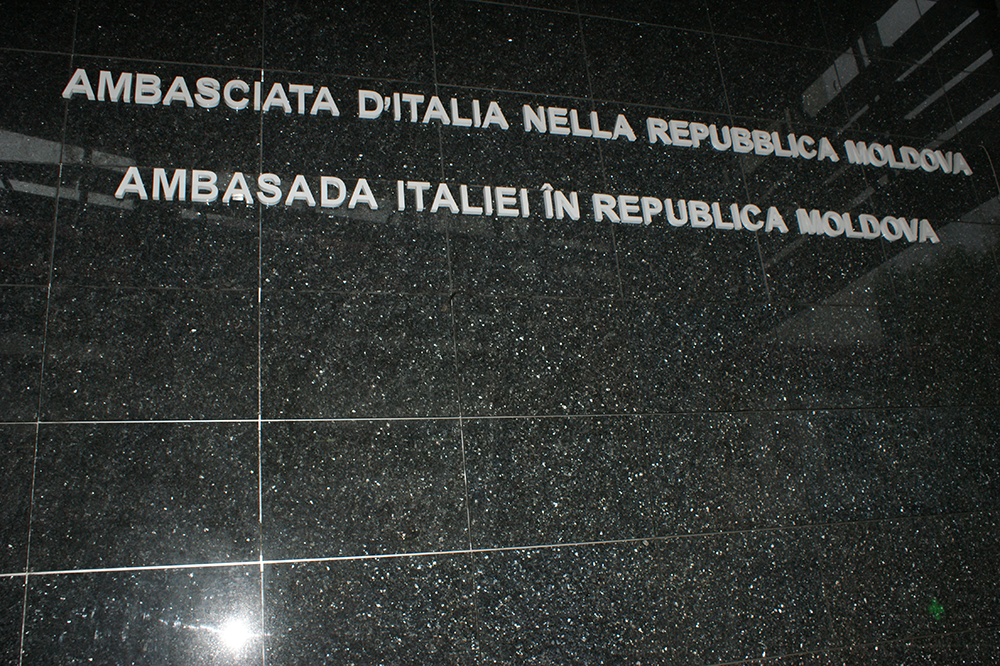 AMBASCIATA D'ITALIA NELLA REPUBBLICA MOLDOVA
AMBASADA ITALIEI ÎN REPUBLICA MOLDOVA